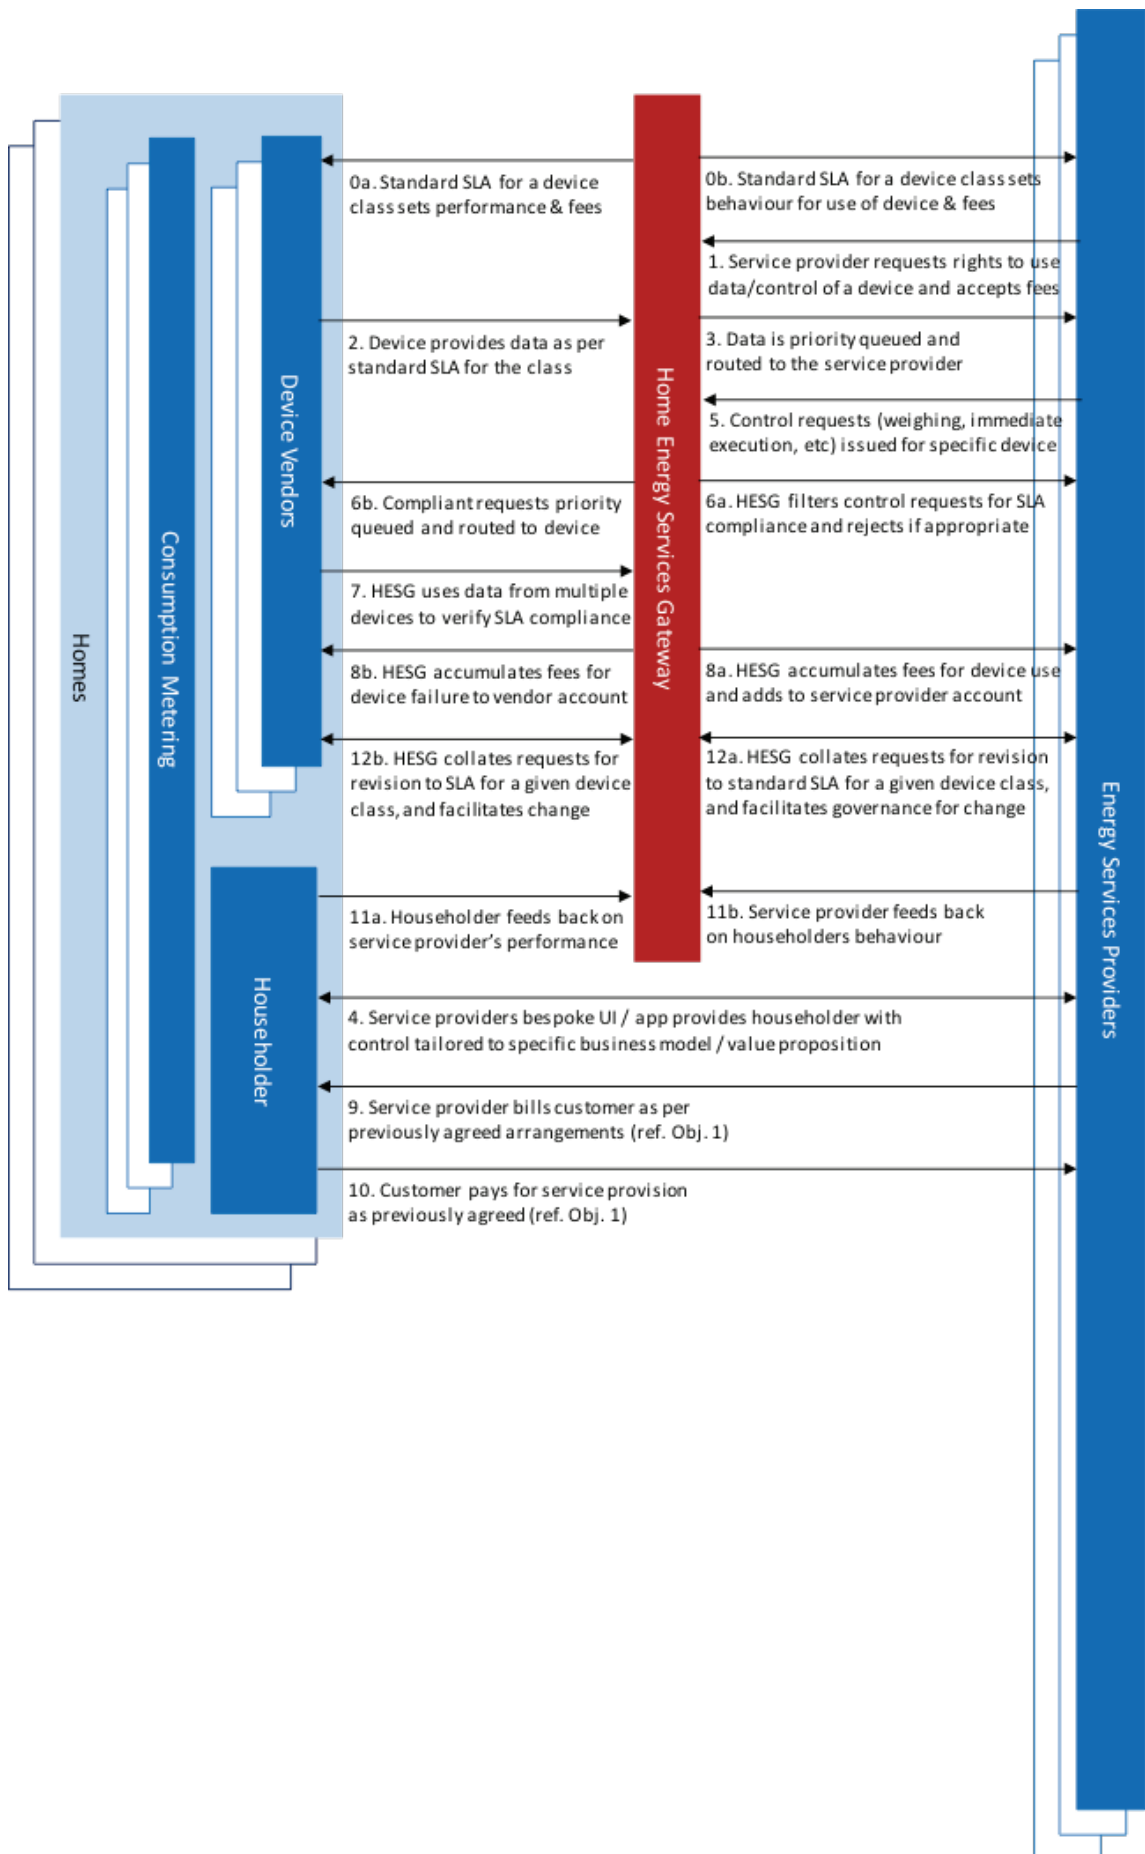 0a. Standard SLA for a device
class sets performance & fees
0b. Standard SLA for a device class sets
behaviour for use of device & fees
1. Service provider requests rights to use
data/control of a device and accepts fees
2. Device provides data as per
standard SLA for the class
3. Data is priority queued and
routed to the service provider
5. Control requests (weighing, immediate
execution, etc) issued for specific device
6b. Compliant requests priority
queued and routed to device
6a. HESG filters control requests for SLA
compliance and rejects if appropriate
7. HESG uses data from multiple
devices to verify SLA compliance
8b. HESG accumulates fees for
device failure to vendor account
8a. HESG accumulates fees for device use
and adds to service provider account
12b. HESG collates requests for
revision to SLA for a given device
class, and facilitates change
12a. HESG collates requests for revision
to standard SLA for a given device class,
and facilitates governance for change
11a. Householder feeds back on
service provider's performance
11b. Service provider feeds back
on householders behaviour
4. Service providers bespoke UI / app provides householder with
control tailored to specific business model / value proposition
9. Service provider bills customer as per
previously agreed arrangements (ref. Obj. 1)
10. Customer pays for service provision
as previously agreed (ref. Obj. 1)
Homes
Consumption Metering
Device Vendors
Householder
Home Energy Services Gateway
Energy Services Providers